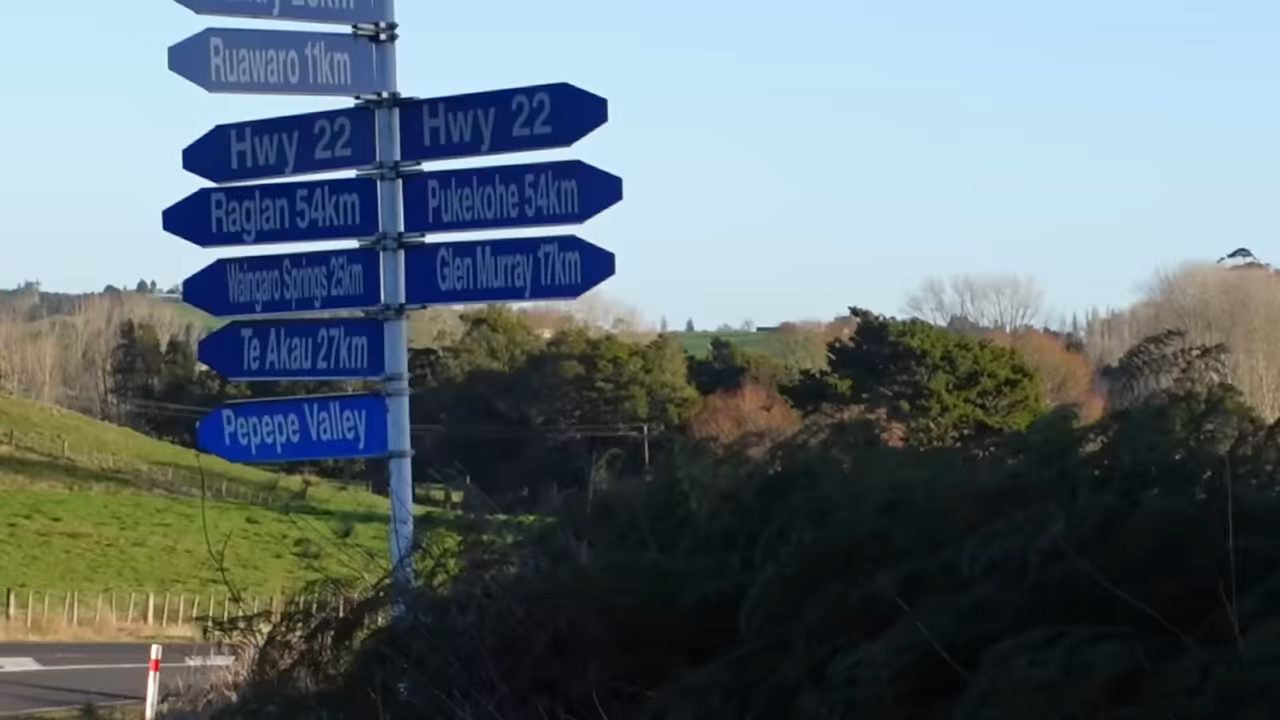 Ruawaro 11km
Hwy 22
Hwy 22
Raglan 54km
Pukekohe 54km
Waingaro Springs 25km
Glen Murray 17km
Te Akau 27km
Pepepe Valley